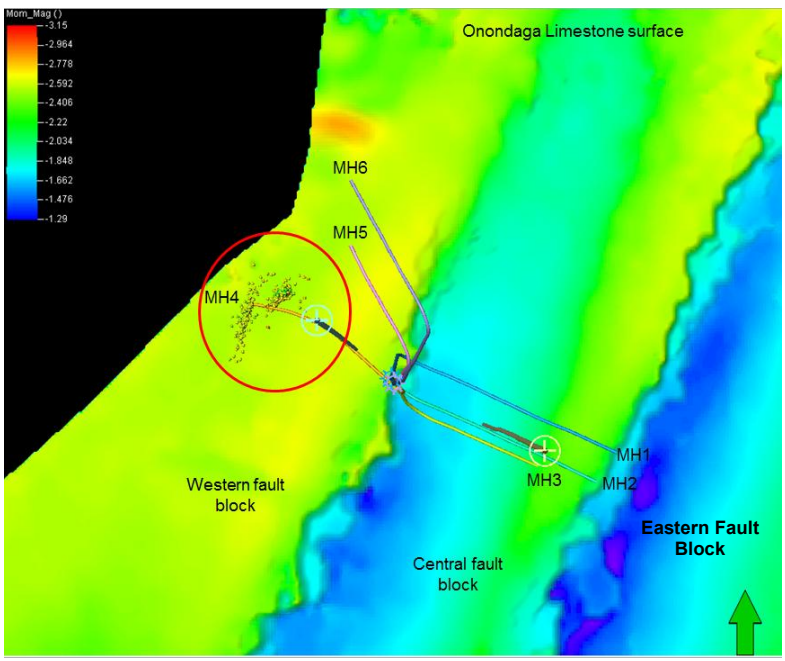 Mom_Mag ()
-3.15
-2.964
-2.778
-2.592
-2.406
-2.22
-2.034
-1.848
-1.662
-1.476
-1.29
Onondaga Limestone surface
MH6
MH5
MH4
MH1
MH2
MH3
Western fault
block
Central fault
block
Eastern Fault
Block